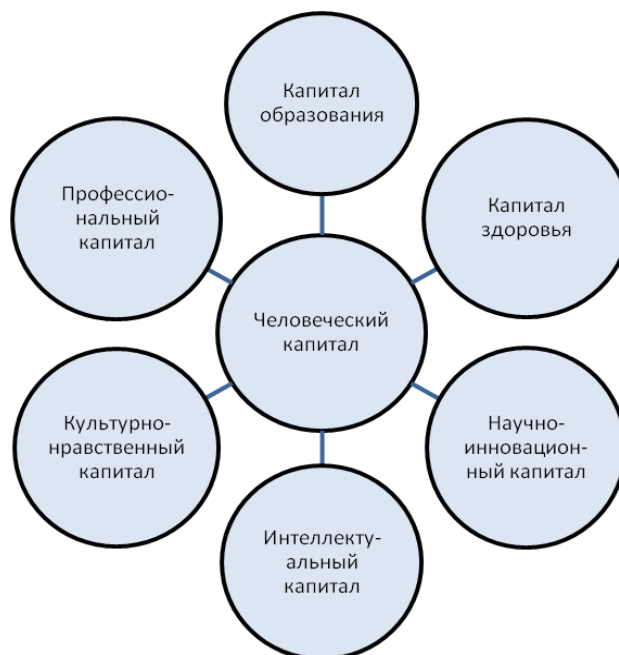 Капитал
образования
Профессио-
нальный
капитал
Капитал
здоровья
Человеческий
капитал
Культурно-
нравственный
капитал
Научно-
инновацион-
ный капитал
Интеллекту-
альный
капитал